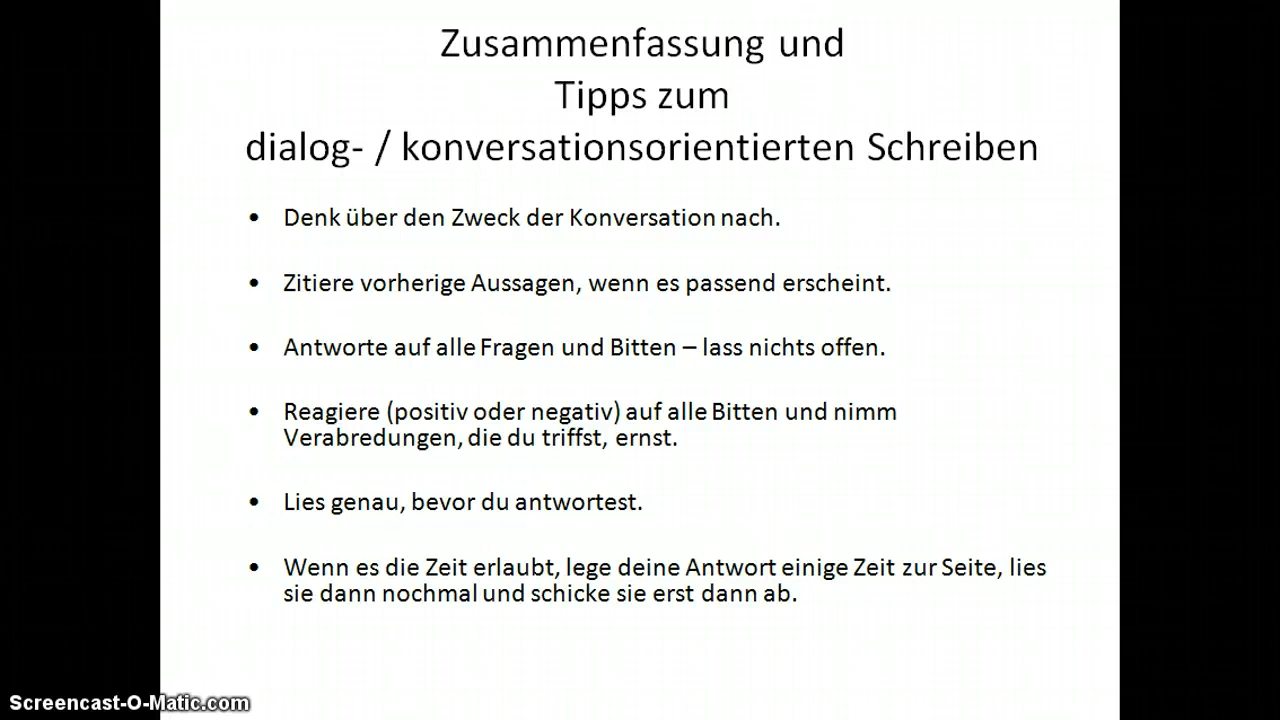 Zusammenfassung und
Tipps zum
dialog- / konversationsorientierten Schreiben
• Denk über den Zweck der Konversation nach.
• Zitiere vorherige Aussagen, wenn es passend erscheint.
• Antworte auf alle Fragen und Bitten – lass nichts offen.
• Reagiere (positiv oder negativ) auf alle Bitten und nimm
Verabredungen, die du triffst, ernst.
• Lies genau, bevor du antwortest.
• Wenn es die Zeit erlaubt, lege deine Antwort einige Zeit zur Seite, lies
sie dann nochmal und schicke sie erst dann ab.
Screencast-O-Matic.com